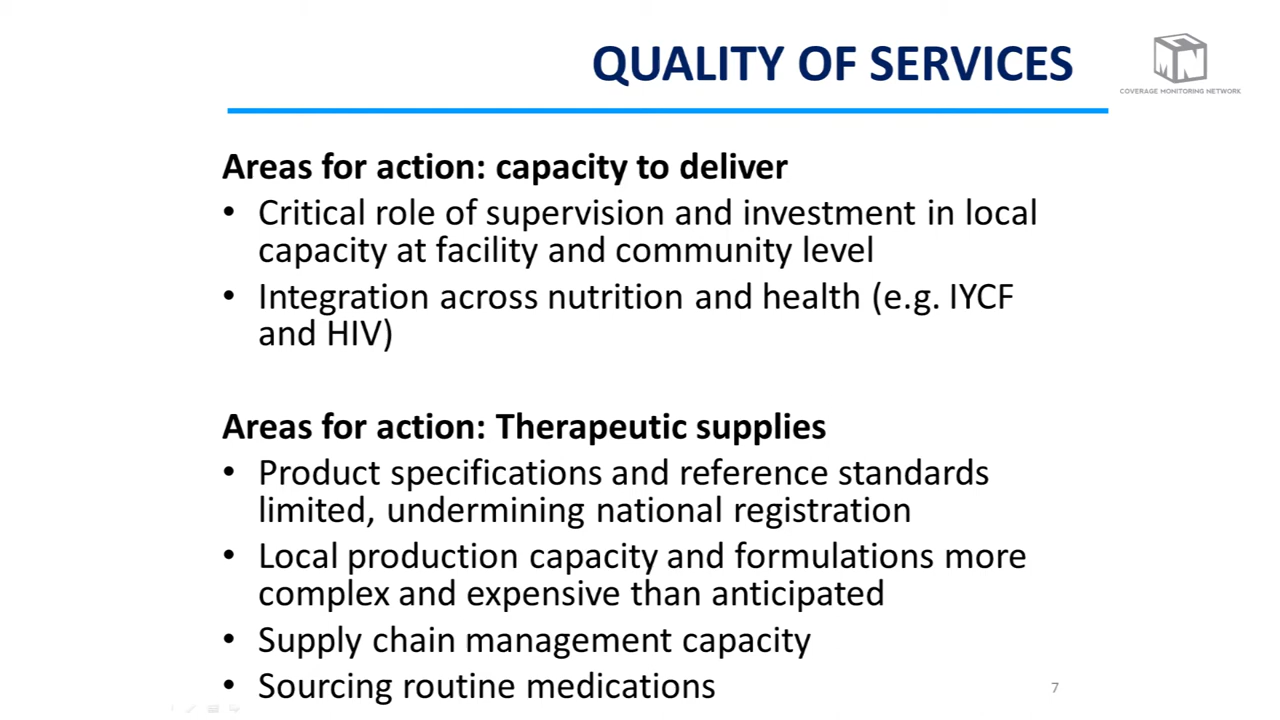 QUALITY OF SERVICES
MN
COVERAGE MONITORING NETWORK
Areas for action: capacity to deliver
• Critical role of supervision and investment in local
capacity at facility and community level
• Integration across nutrition and health (e.g. IYCF
and HIV)
Areas for action: Therapeutic supplies
• Product specifications and reference standards
limited, undermining national registration
• Local production capacity and formulations more
complex and expensive than anticipated
• Supply chain management capacity
• Sourcing routine medications
7